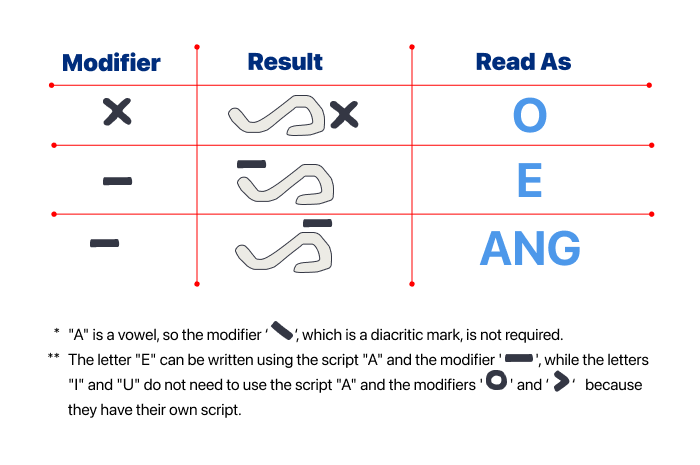 Modifier Result Read As
O
E
ANG
* "A" is a vowel, so the modifier ‘ ’, which is a diacritic mark, is not required.
** The letter "E" can be written using the script "A" and the modifier ' ', while the letters
"I" and "U" do not need to use the script "A" and the modifiers ' ' and ‘ ‘ because
they have their own script.